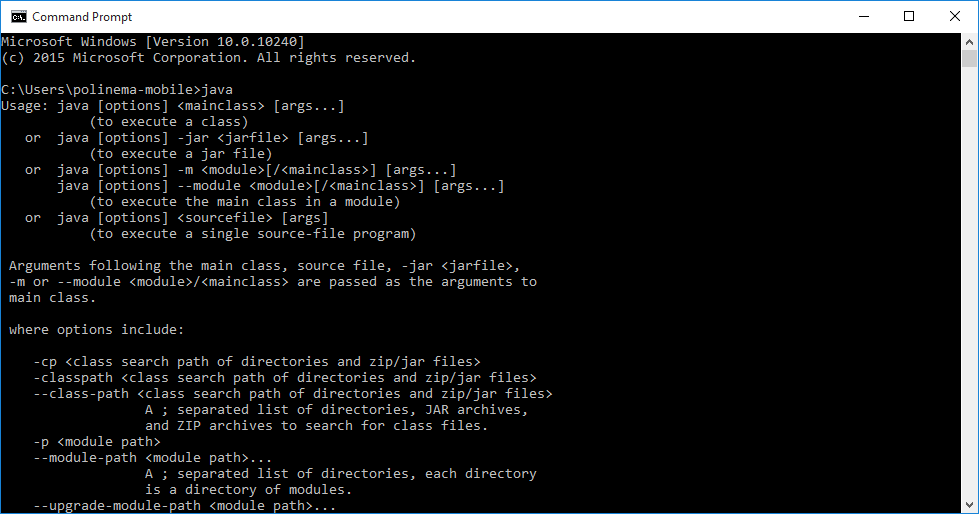 Command Prompt
Microsoft Windows [Version 10.0.10240]
(c) 2015 Microsoft Corporation. All rights reserved.
C:\Users\polinema-mobile>java
Usage: java [options] <mainclass> [args...]
(to execute a class)
or  java [options] -jar <jarfile> [args...]
(to execute a jar file)
or  java [options] -m <module>[/<mainclass>] [args...]
java [options] --module <module>[/<mainclass>] [args...]
(to execute the main class in a module)
or  java [options] <sourcefile> [args]
(to execute a single source-file program)
Arguments following the main class, source file, -jar <jarfile>,
-m or --module <module>/<mainclass> are passed as the arguments to
main class.
where options include:
-cp <class search path of directories and zip/jar files>
-classpath <class search path of directories and zip/jar files>
--class-path <class search path of directories and zip/jar files>
A ; separated list of directories, JAR archives,
and ZIP archives to search for class files.
-p <module path>
--module-path <module path>...
A ; separated list of directories, each directory
is a directory of modules.
--upgrade-module-path <module path>...